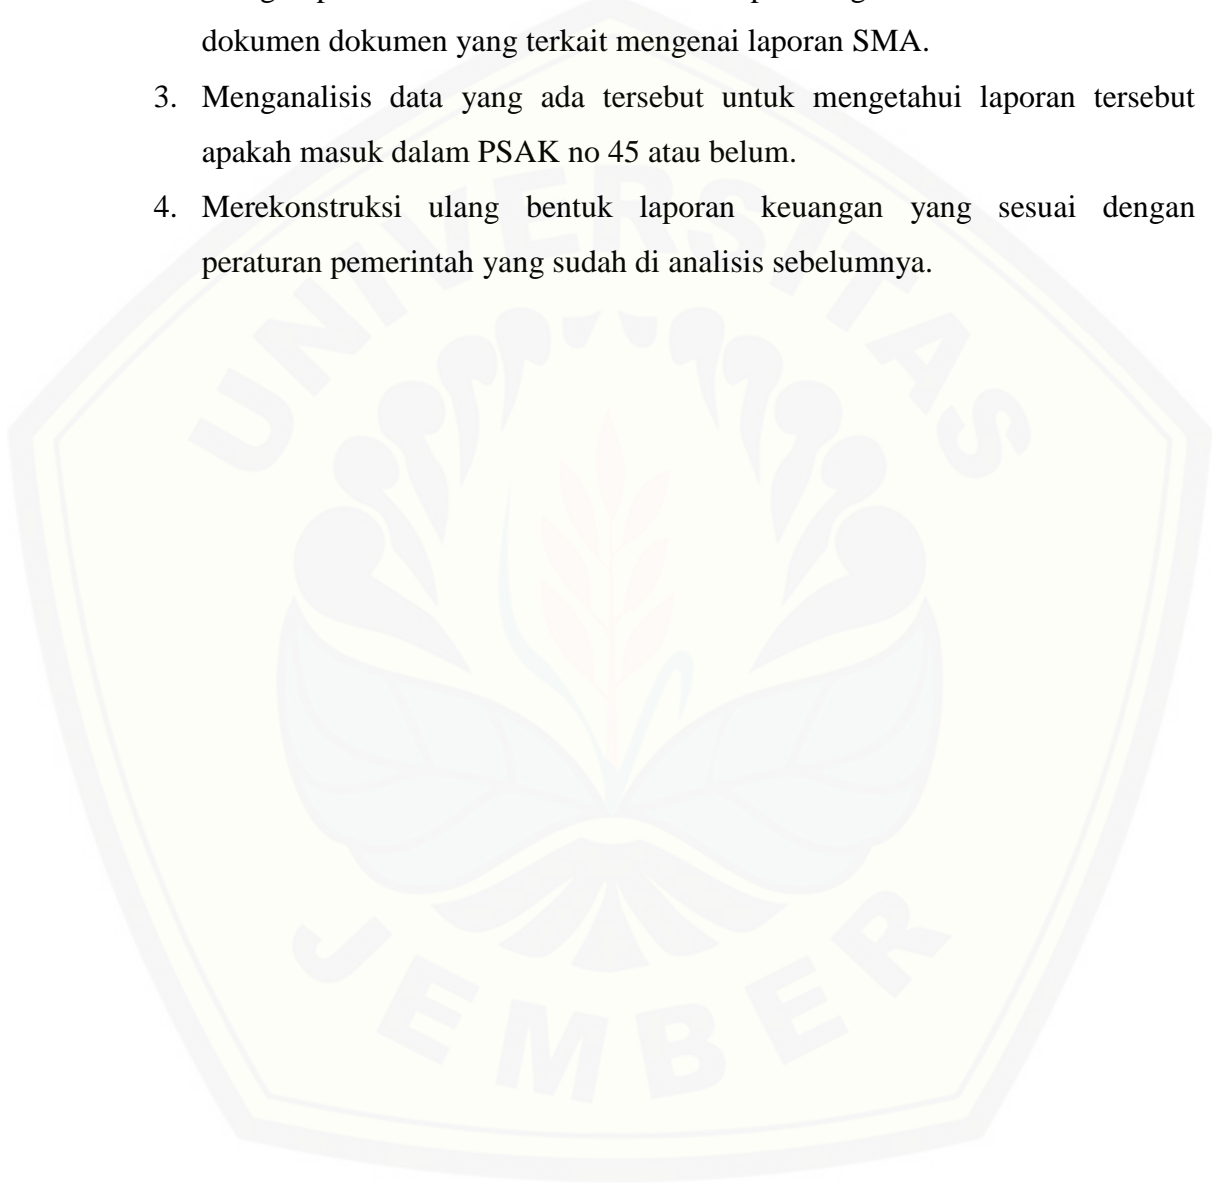 dokumen dokumen yang terkait mengenai laporan SMA.
3. Menganalisis data yang ada tersebut untuk mengetahui laporan tersebut
apakah masuk dalam PSAK no 45 atau belum.
4. Merekonstruksi ulang bentuk laporan keuangan yang sesuai dengan
peraturan pemerintah yang sudah di analisis sebelumnya.
UNIVERSITAS
JEMBER